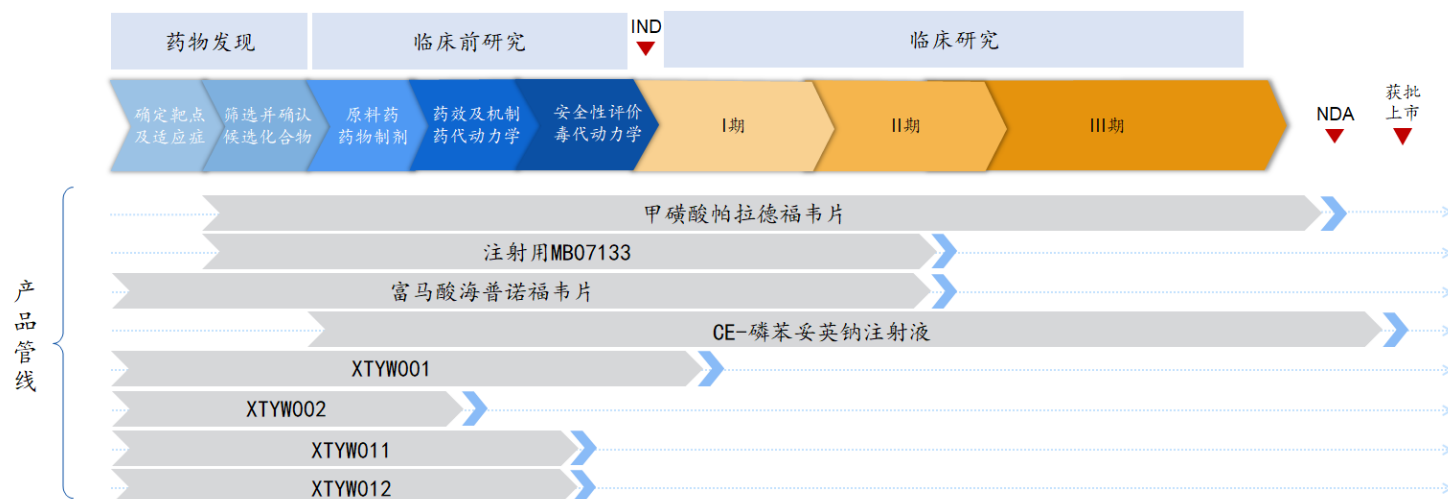 药物发现
临床前研究
IND
临床研究
确定靶点
及适应症
筛选并确认
候选化合物
原料药
药物制剂
药效及机制
药代动力学
安全性评价
毒代动力学
I期
II期
III期
NDA
获批
上市
产品管线
甲磺酸帕拉德福韦片
注射用MB07133
富马酸海普诺福韦片
CE-磷苯妥英钠注射液
XTYW001
XTYW002
XTYW011
XTYW012